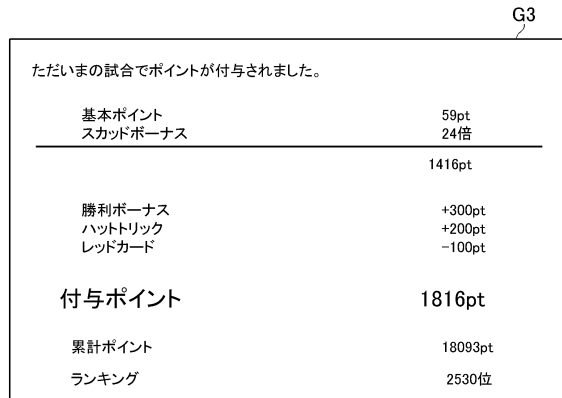 G3
ただいまの試合でポイントが付与されました。
基本ポイント 59pt
スカッドボーナス 24倍
1416pt
勝利ボーナス +300pt
ハットトリック +200pt
レッドカード -100pt
付与ポイント 1816pt
累計ポイント 18093pt
ランキング 2530位